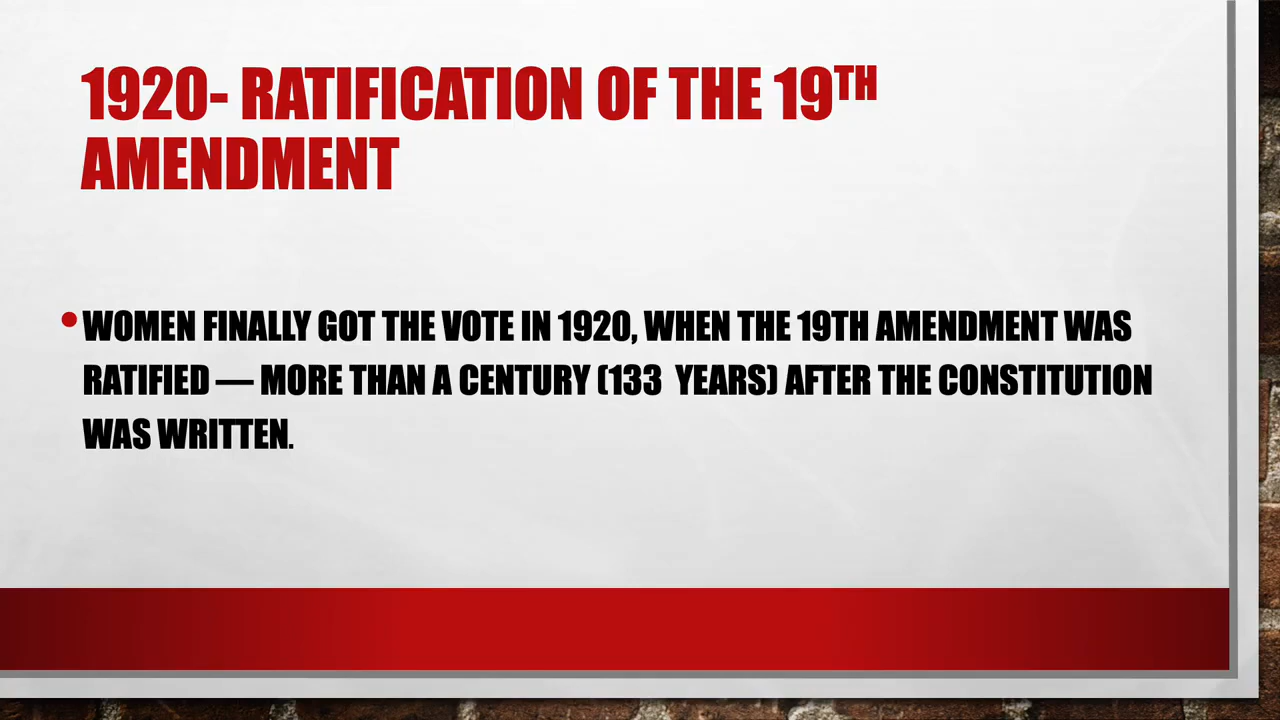 1920- RATIFICATION OF THE 19TH
AMENDMENT
• WOMEN FINALLY GOT THE VOTE IN 1920, WHEN THE 19TH AMENDMENT WAS
RATIFIED — MORE THAN A CENTURY (133  YEARS) AFTER THE CONSTITUTION
WAS WRITTEN.